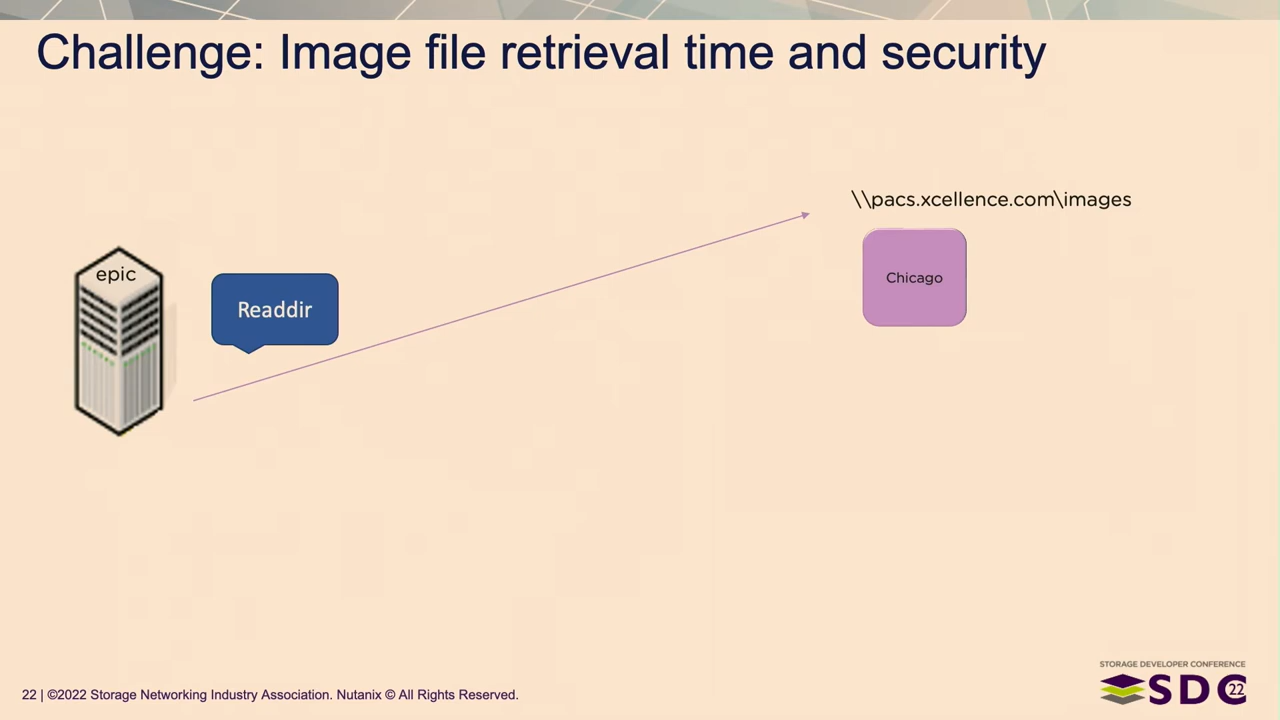 Challenge: Image file retrieval time and security
\\pacs.xcellence.com\images
epic
Chicago
Readdir
STORAGE DEVELOPER CONFERENCE
SDC
22
22 | ©2022 Storage Networking Industry Association. Nutanix © All Rights Reserved.